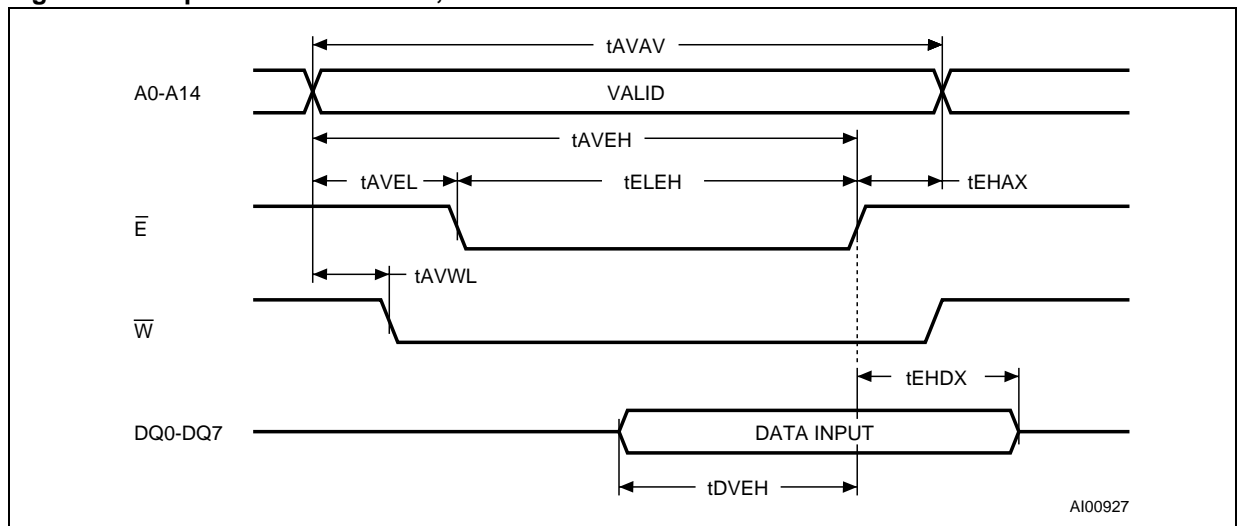 tAVAV
A0-A14 VALID
tAVEH
tAVEL tELEH tEHAX
E̅
tAVWL
W̅
tEHDX
DQ0-DQ7 DATA INPUT
tDVEH
AI00927